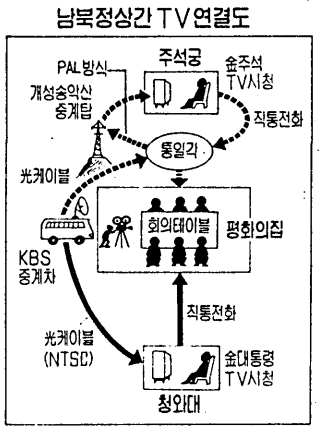 남북정상간 TV연결도
주석궁
PAL방식
金주석
TV시청
개성송악산
중계탑
직통전화
통일각
光케이블
회의테이블
평화의집
KBS
중계차
직통전화
光케이블
(NTSC)
金대통령
TV시청
청와대